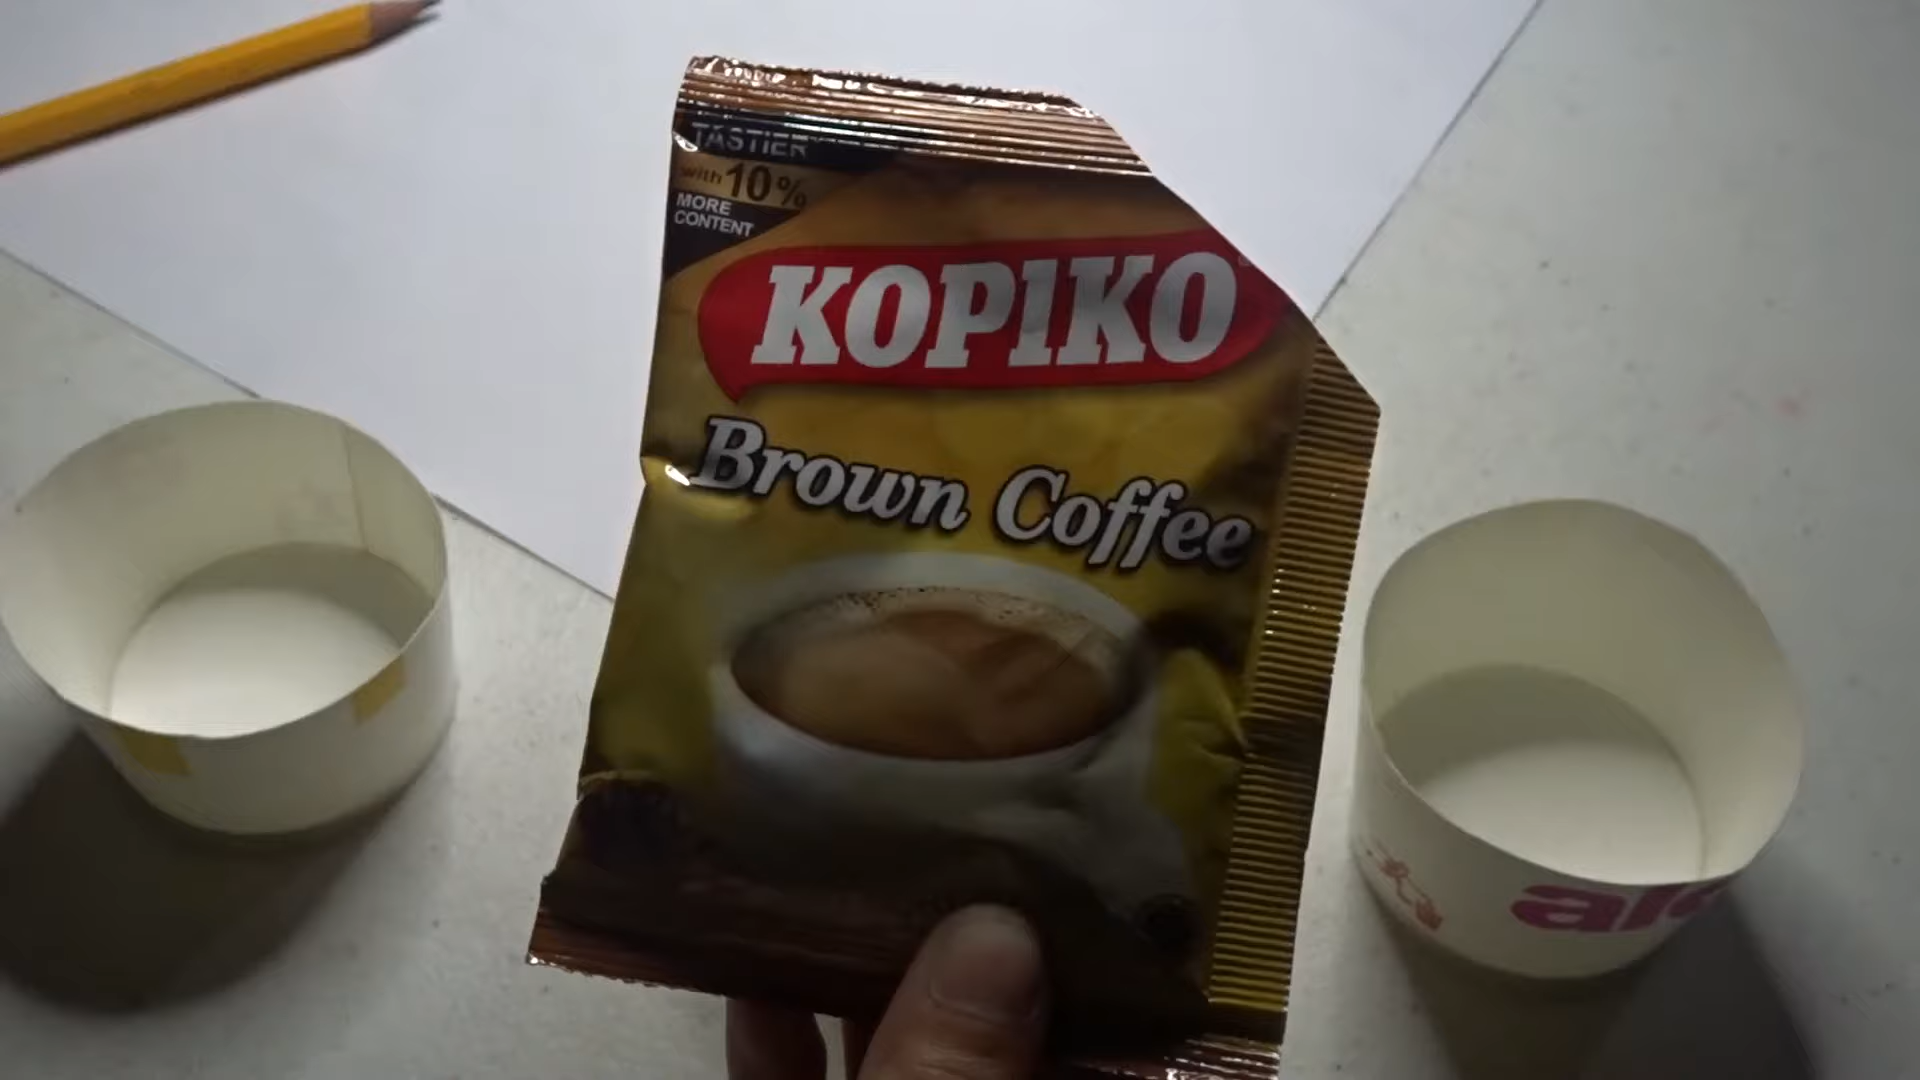 TASTIER
with 10%
MORE
CONTENT
KOPIKO
Brown Coffee